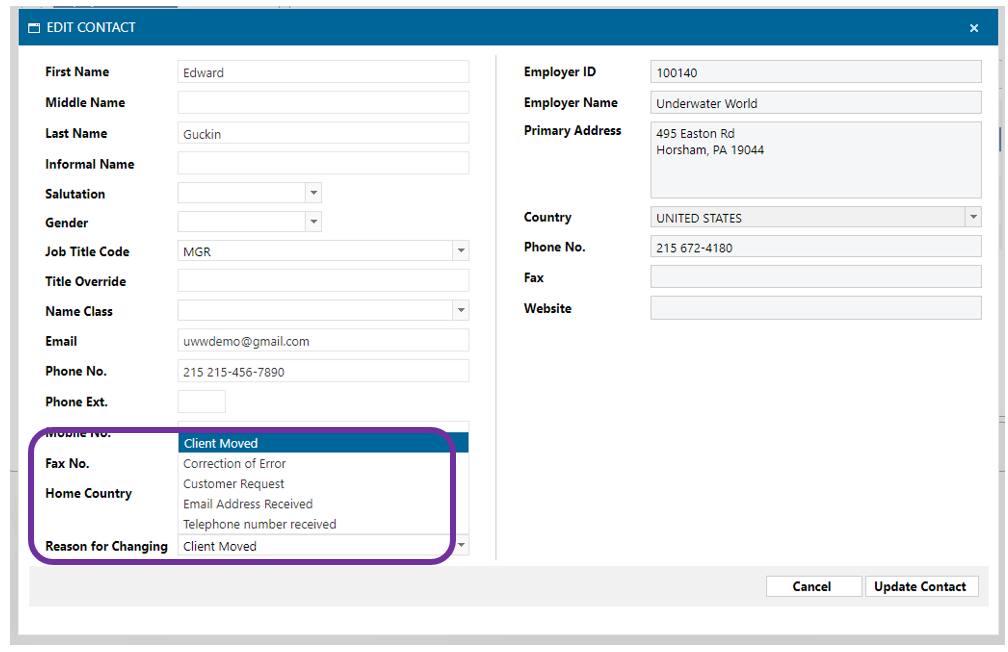 EDIT CONTACT
First Name Edward
Middle Name
Last Name Guckin
Informal Name
Salutation
Gender
Job Title Code MGR
Title Override
Name Class
Email uwwdemo@gmail.com
Phone No. 215 215-456-7890
Phone Ext.
Mobile No.
Client Moved
Fax No.
Correction of Error
Customer Request
Home Country
Email Address Received
Telephone number received
Reason for Changing Client Moved
Employer ID 100140
Employer Name Underwater World
Primary Address 495 Easton Rd
Horsham, PA 19044
Country UNITED STATES
Phone No. 215 672-4180
Fax
Website
Cancel Update Contact